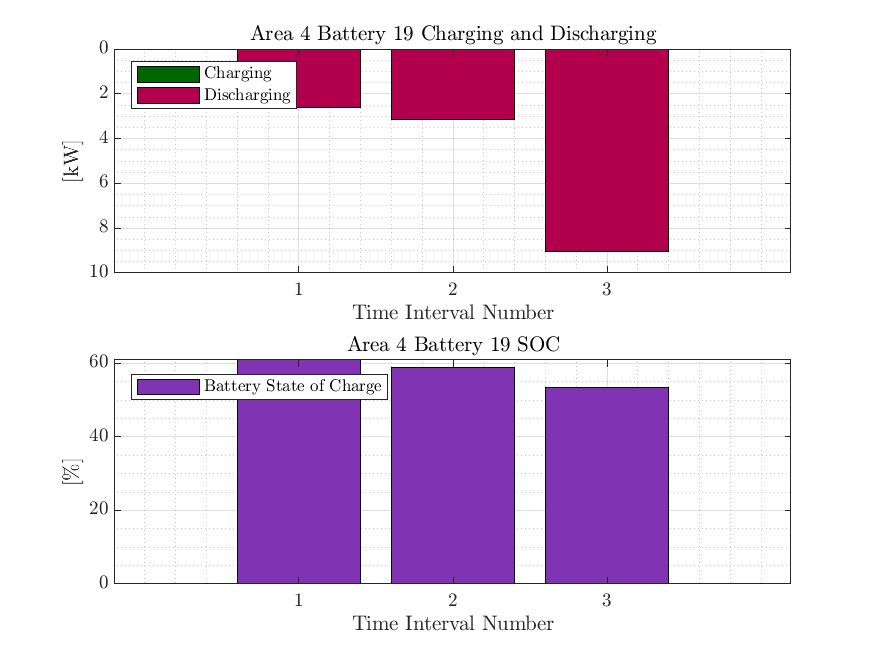 Area 4 Battery 19 Charging and Discharging
0
2
4
6
8
10
[kW]
Charging
Discharging
1 2 3
Time Interval Number
Area 4 Battery 19 SOC
60
40
20
0
[%]
Battery State of Charge
1 2 3
Time Interval Number